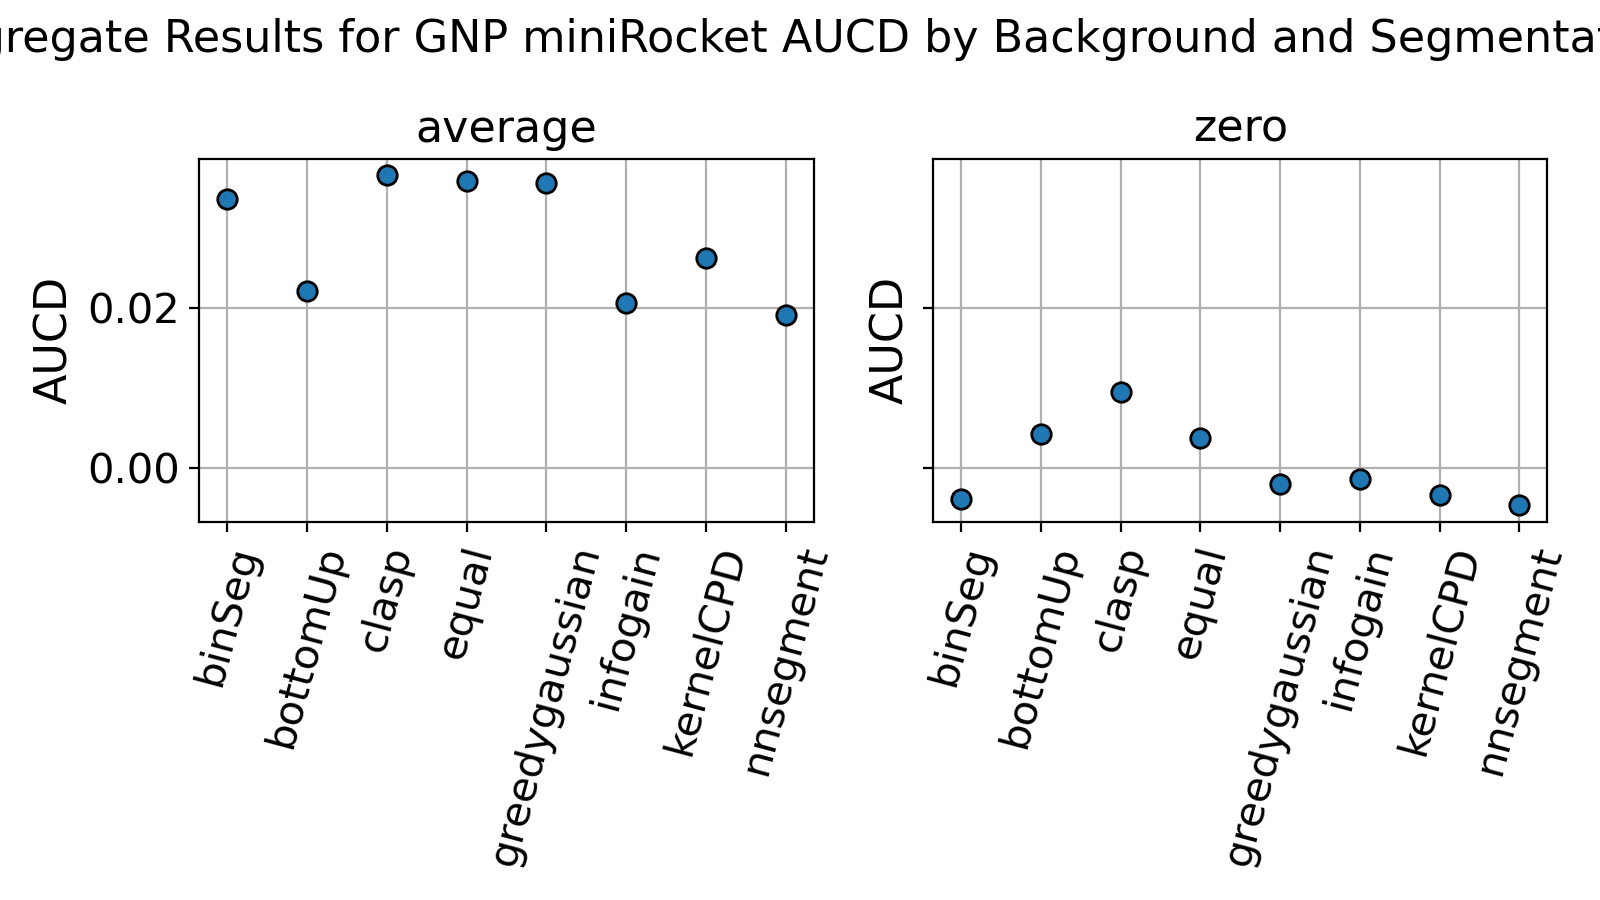 regate Results for GNP miniRocket AUCD by Background and Segmenta
average
zero
AUCD
0.02
0.00
AUCD
binSeg
bottomUp
clasp
equal
greedygaussian
infogain
kernelCPD
nnsegment
binSeg
bottomUp
clasp
equal
greedygaussian
infogain
kernelCPD
nnsegment